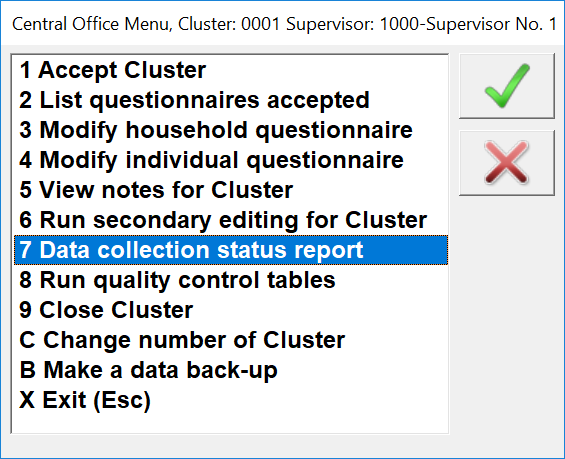 Central Office Menu, Cluster: 0001 Supervisor: 1000-Supervisor No. 1
1 Accept Cluster
2 List questionnaires accepted
3 Modify household questionnaire
4 Modify individual questionnaire
5 View notes for Cluster
6 Run secondary editing for Cluster
7 Data collection status report
8 Run quality control tables
9 Close Cluster
C Change number of Cluster
B Make a data back-up
X Exit (Esc)